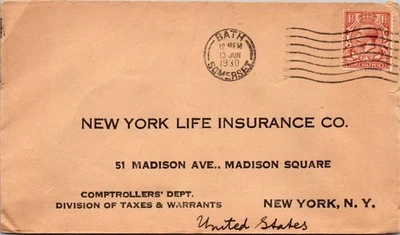 BATH
12 PM
13 JUN
1930
SOMERSET
NEW YORK LIFE INSURANCE CO.
51 MADISON AVE., MADISON SQUARE
COMPTROLLERS' DEPT.
DIVISION OF TAXES & WARRANTS
NEW YORK, N. Y.
United States